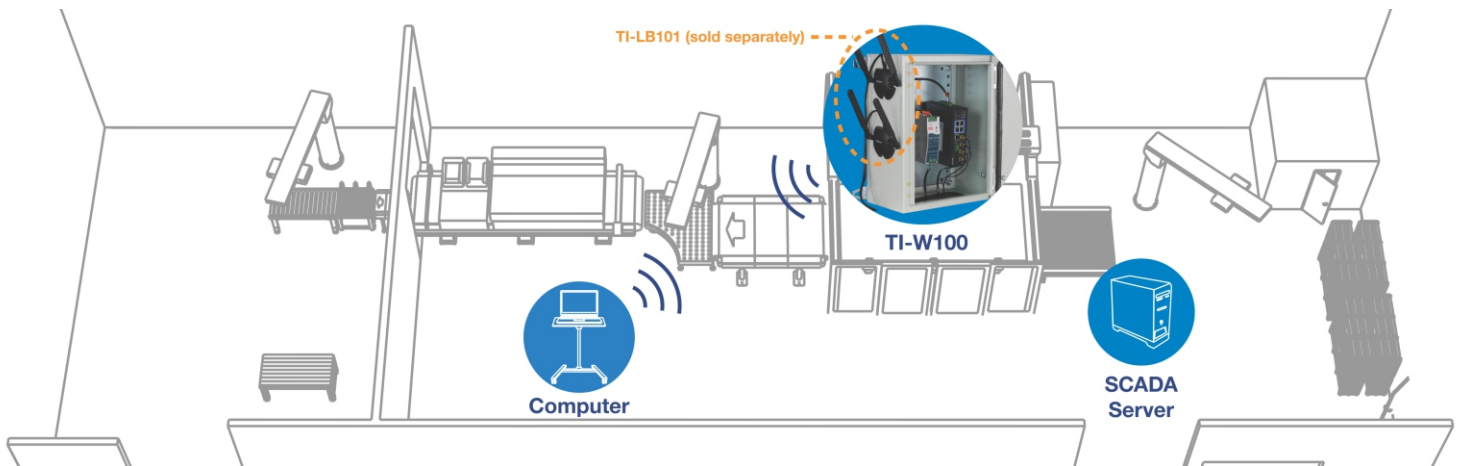 TI-LB101 (sold separately)
TI-W100
Computer
SCADA
Server